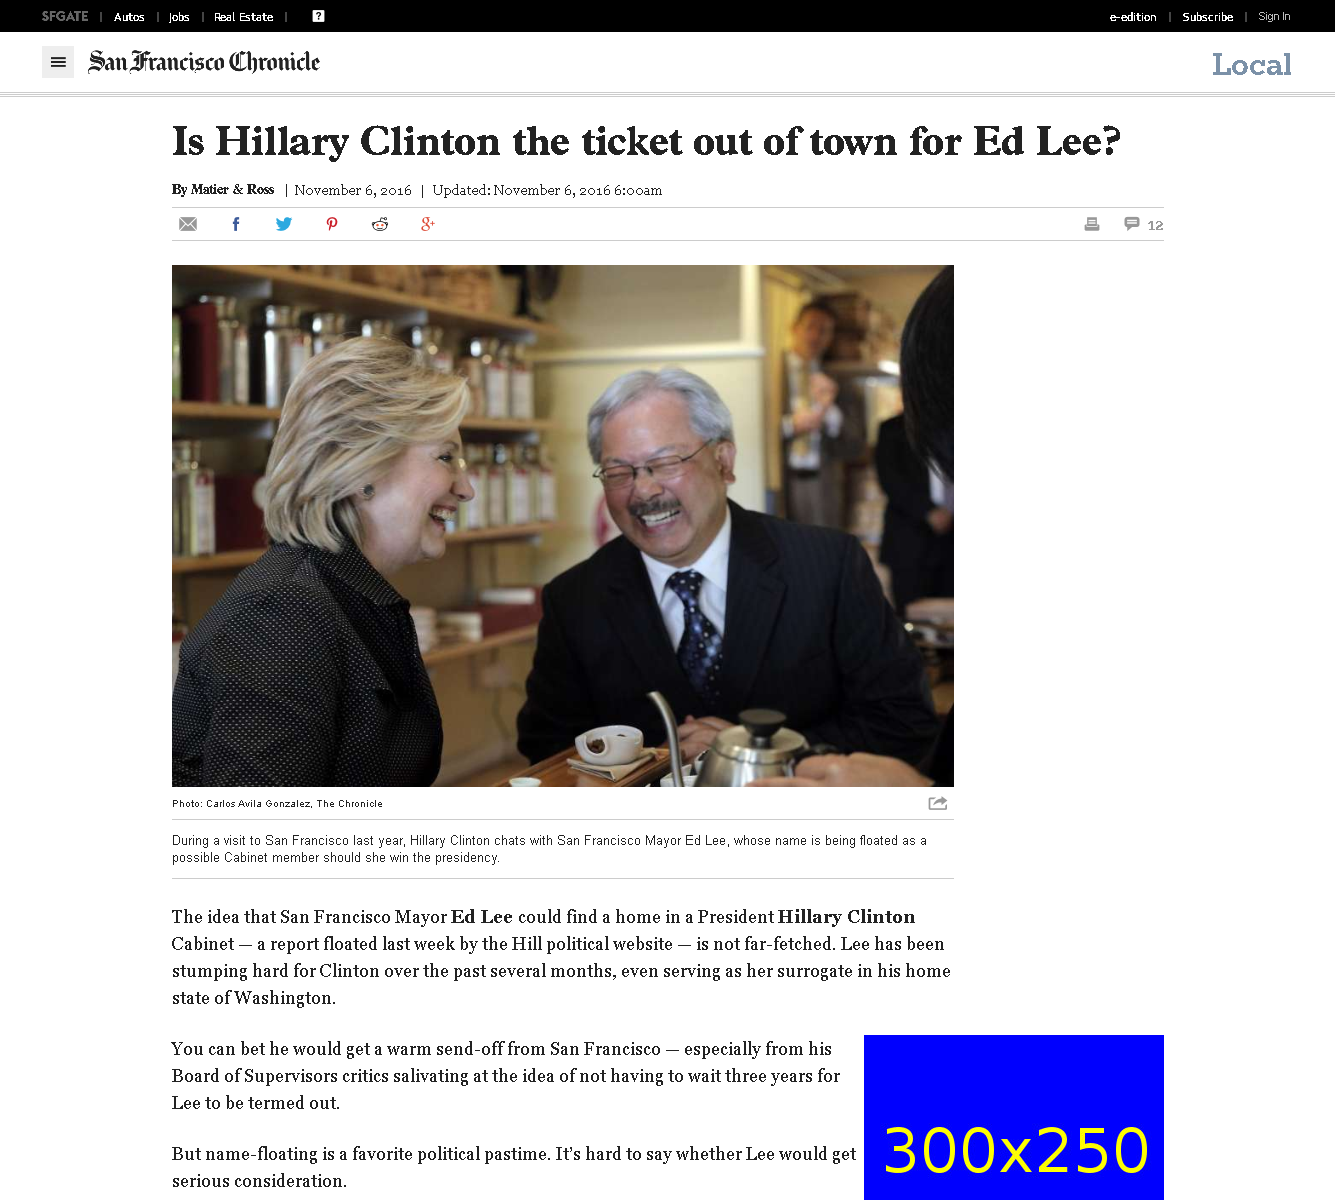 SFGATE | Autos | Jobs | Real Estate | ? e-edition | Subscribe | Sign In
San Francisco Chronicle Local
Is Hillary Clinton the ticket out of town for Ed Lee?
By Matier & Ross | November 6, 2016 | Updated: November 6, 2016 6:00am
12
Photo: Carlos Avila Gonzalez, The Chronicle
During a visit to San Francisco last year, Hillary Clinton chats with San Francisco Mayor Ed Lee, whose name is being floated as a
possible Cabinet member should she win the presidency.
The idea that San Francisco Mayor Ed Lee could find a home in a President Hillary Clinton
Cabinet — a report floated last week by the Hill political website — is not far-fetched. Lee has been
stumping hard for Clinton over the past several months, even serving as her surrogate in his home
state of Washington.
You can bet he would get a warm send-off from San Francisco — especially from his
Board of Supervisors critics salivating at the idea of not having to wait three years for
Lee to be termed out.
But name-floating is a favorite political pastime. It’s hard to say whether Lee would get
serious consideration.
300x250